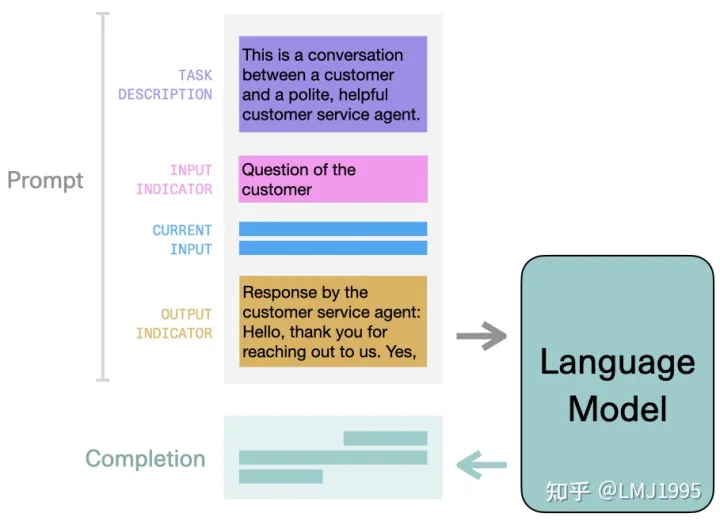 TASK
DESCRIPTION
This is a conversation
between a customer
and a polite, helpful
customer service agent.
Prompt
INPUT
INDICATOR
Question of the
customer
CURRENT
INPUT
OUTPUT
INDICATOR
Response by the
customer service agent:
Hello, thank you for
reaching out to us. Yes,
Language
Model
Completion
知乎 @LMJ1995